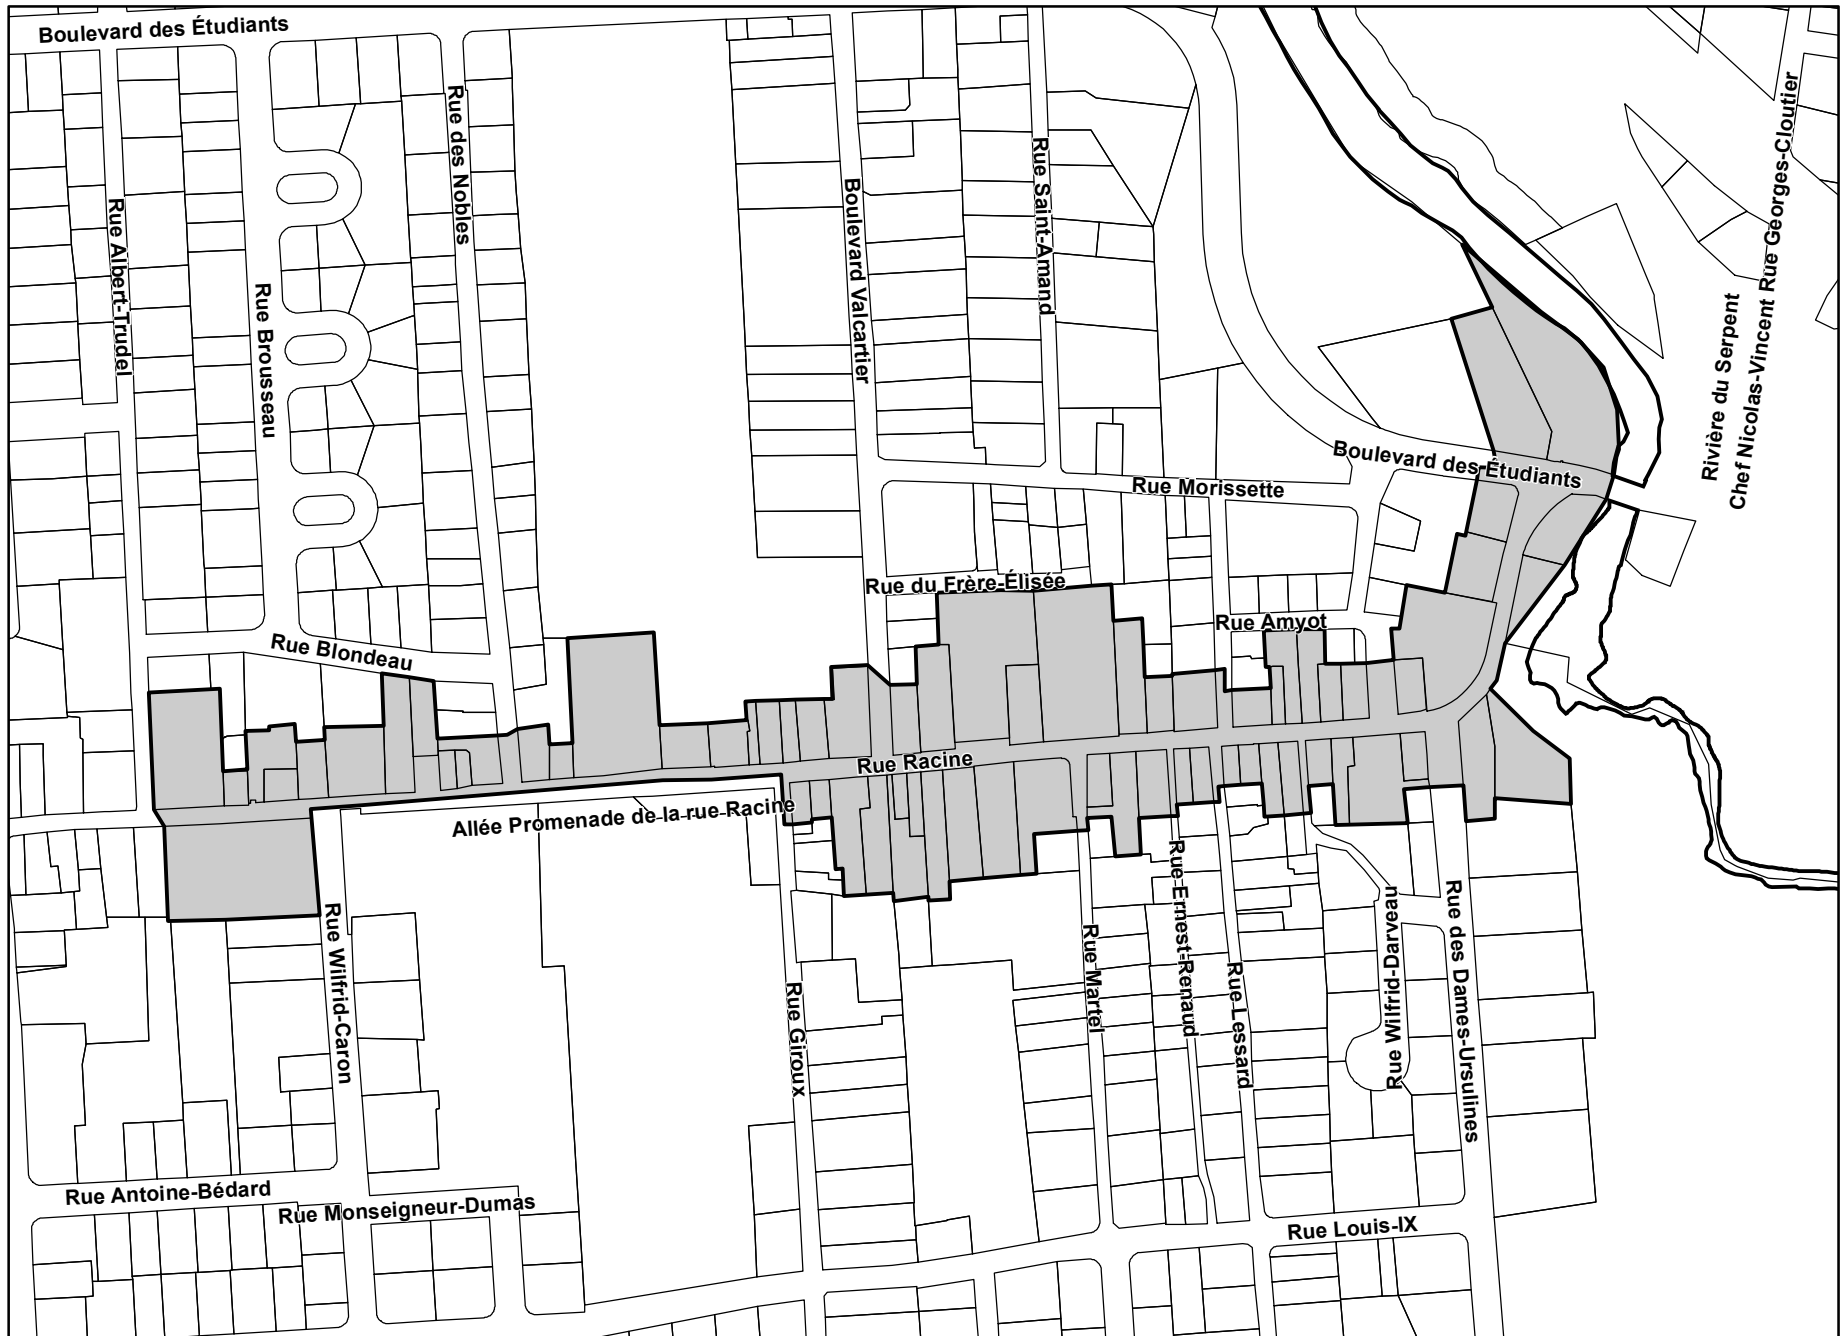 Boulevard des Étudiants
Rue des Nobles
Rue Georges-Cloutier
Rue Albert-Trudel
Rue Saint-Amand
Boulevard Valcartier
Rue Brousseau
Rivière du Serpent
Chef Nicolas-Vincent
Boulevard des Étudiants
Rue Morissette
Rue du Frère-Élisée
Rue Amyot
Rue Blondeau
Rue Racine
Allée Promenade de la rue Racine
Rue Wilfrid-Caron
Rue Giroux
Rue Martel
Rue Ernest-Renaud
Rue Lessard
Rue Wilfrid-Darveau
Rue des Dames-Ursulines
Rue Antoine-Bédard
Rue Monseigneur-Dumas
Rue Louis-IX